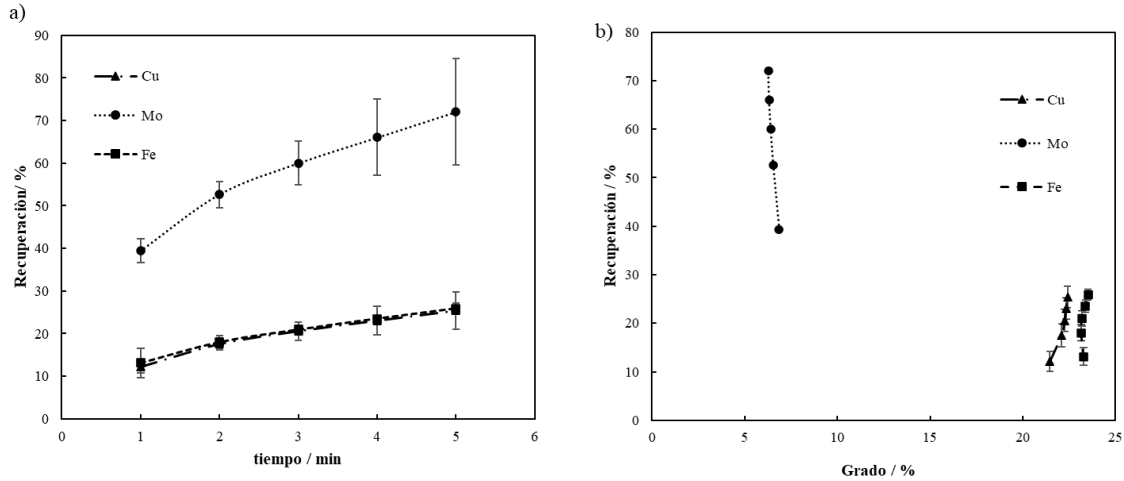 a)
90
80
70
60
50
40
30
20
10
0
Recuperación/ %
Cu
Mo
Fe
0 1 2 3 4 5 6
tiempo / min
b)
80
70
60
50
40
30
20
10
0
Recuperación / %
Cu
Mo
Fe
0 5 10 15 20 25
Grado / %